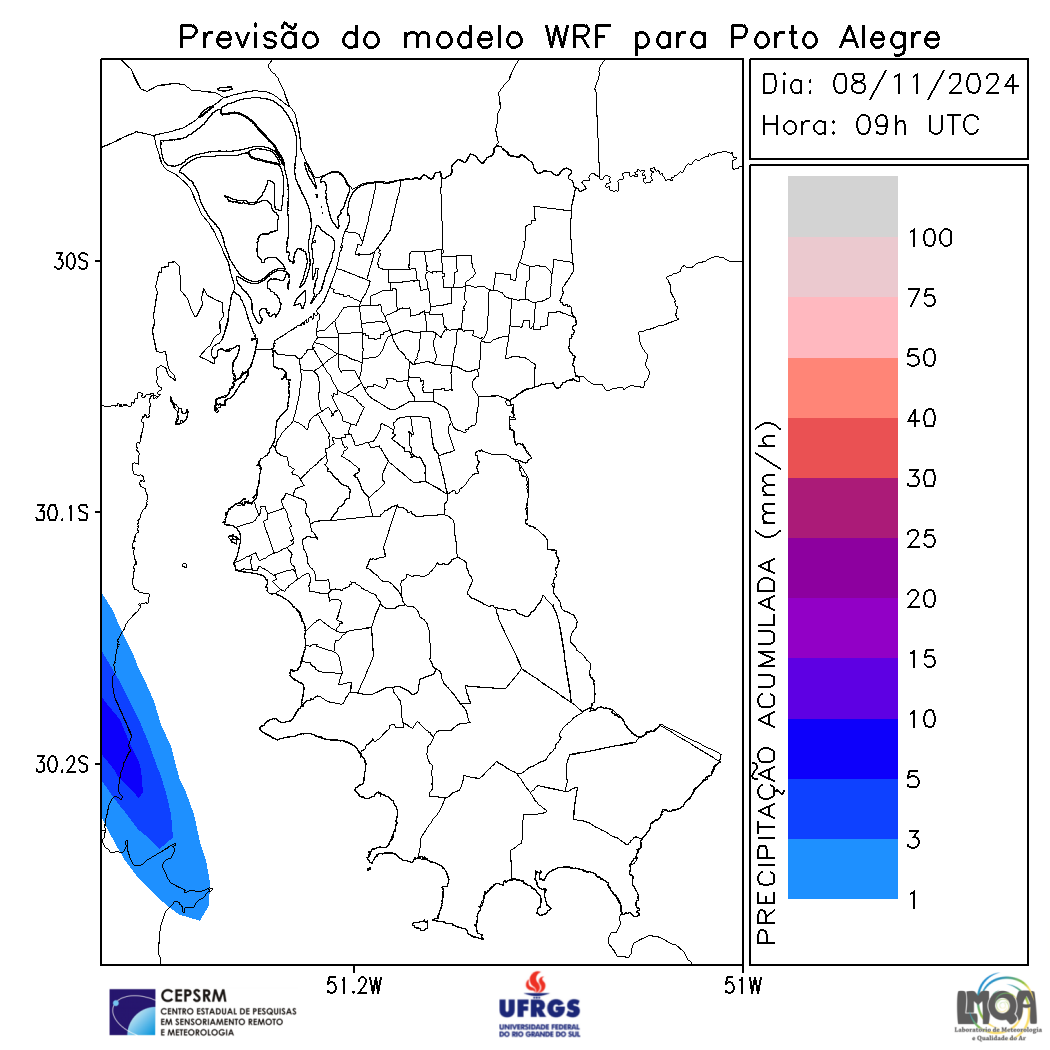 Previsão do modelo WRF para Porto Alegre
Dia: 08/11/2024
Hora: 09h UTC
30S
30.1S
30.2S
51.2W
51W
PRECIPITAÇÃO ACUMULADA (mm/h)
100
75
50
40
30
25
20
15
10
5
3
1
CEPSRM
CENTRO ESTADUAL DE PESQUISAS
EM SENSORIAMENTO REMOTO
E METEOROLOGIA
UFRGS
UNIVERSIDADE FEDERAL
DO RIO GRANDE DO SUL
LMQA
Laboratório de Meteorologia
e Qualidade do Ar